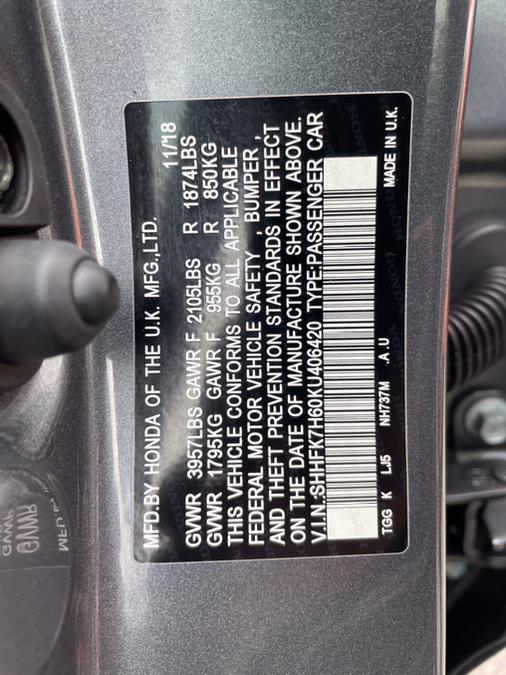 MFD.BY HONDA OF THE U.K. MFG.,LTD. 11/18
GVWR 3957LBS GAWR F 2105LBS R 1874LBS
GVWR 1795KG GAWR F 955KG R 850KG
THIS VEHICLE CONFORMS TO ALL APPLICABLE
FEDERAL MOTOR VEHICLE SAFETY , BUMPER ,
AND THEFT PREVENTION STANDARDS IN EFFECT
ON THE DATE OF MANUFACTURE SHOWN ABOVE.
V.I.N.:SHHFK7H60KU406420 TYPE:PASSENGER CAR
TGG K LJ5 NH737M .A.U MADE IN U.K.